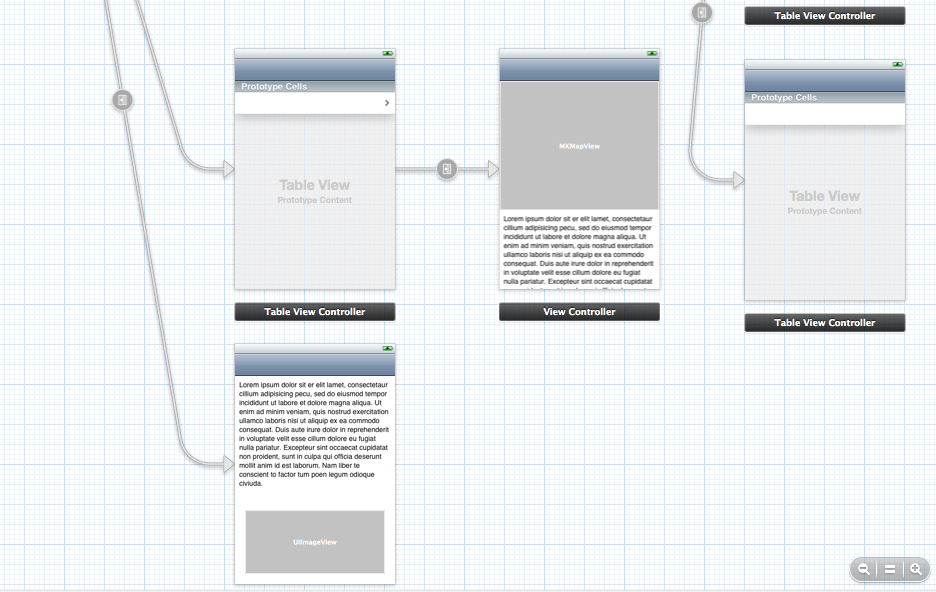 Table View Controller
Prototype Cells
Table View
Prototype Content
Table View Controller
MKMapView
Lorem ipsum dolor sit er elit lamet, consectetaur
cillium adipisicing pecu, sed do eiusmod tempor
incididunt ut labore et dolore magna aliqua. Ut
enim ad minim veniam, quis nostrud exercitation
ullamco laboris nisi ut aliquip ex ea commodo
consequat. Duis aute irure dolor in reprehenderit
in voluptate velit esse cillum dolore eu fugiat
nulla pariatur. Excepteur sint occaecat cupidatat
View Controller
Prototype Cells
Table View
Prototype Content
Table View Controller
Lorem ipsum dolor sit er elit lamet, consectetaur
cillium adipisicing pecu, sed do eiusmod tempor
incididunt ut labore et dolore magna aliqua. Ut
enim ad minim veniam, quis nostrud exercitation
ullamco laboris nisi ut aliquip ex ea commodo
consequat. Duis aute irure dolor in reprehenderit
in voluptate velit esse cillum dolore eu fugiat
nulla pariatur. Excepteur sint occaecat cupidatat
non proident, sunt in culpa qui officia deserunt
mollit anim id est laborum. Nam liber te
conscient to factor tum poen legum odioque
civiuda.
UIImageView